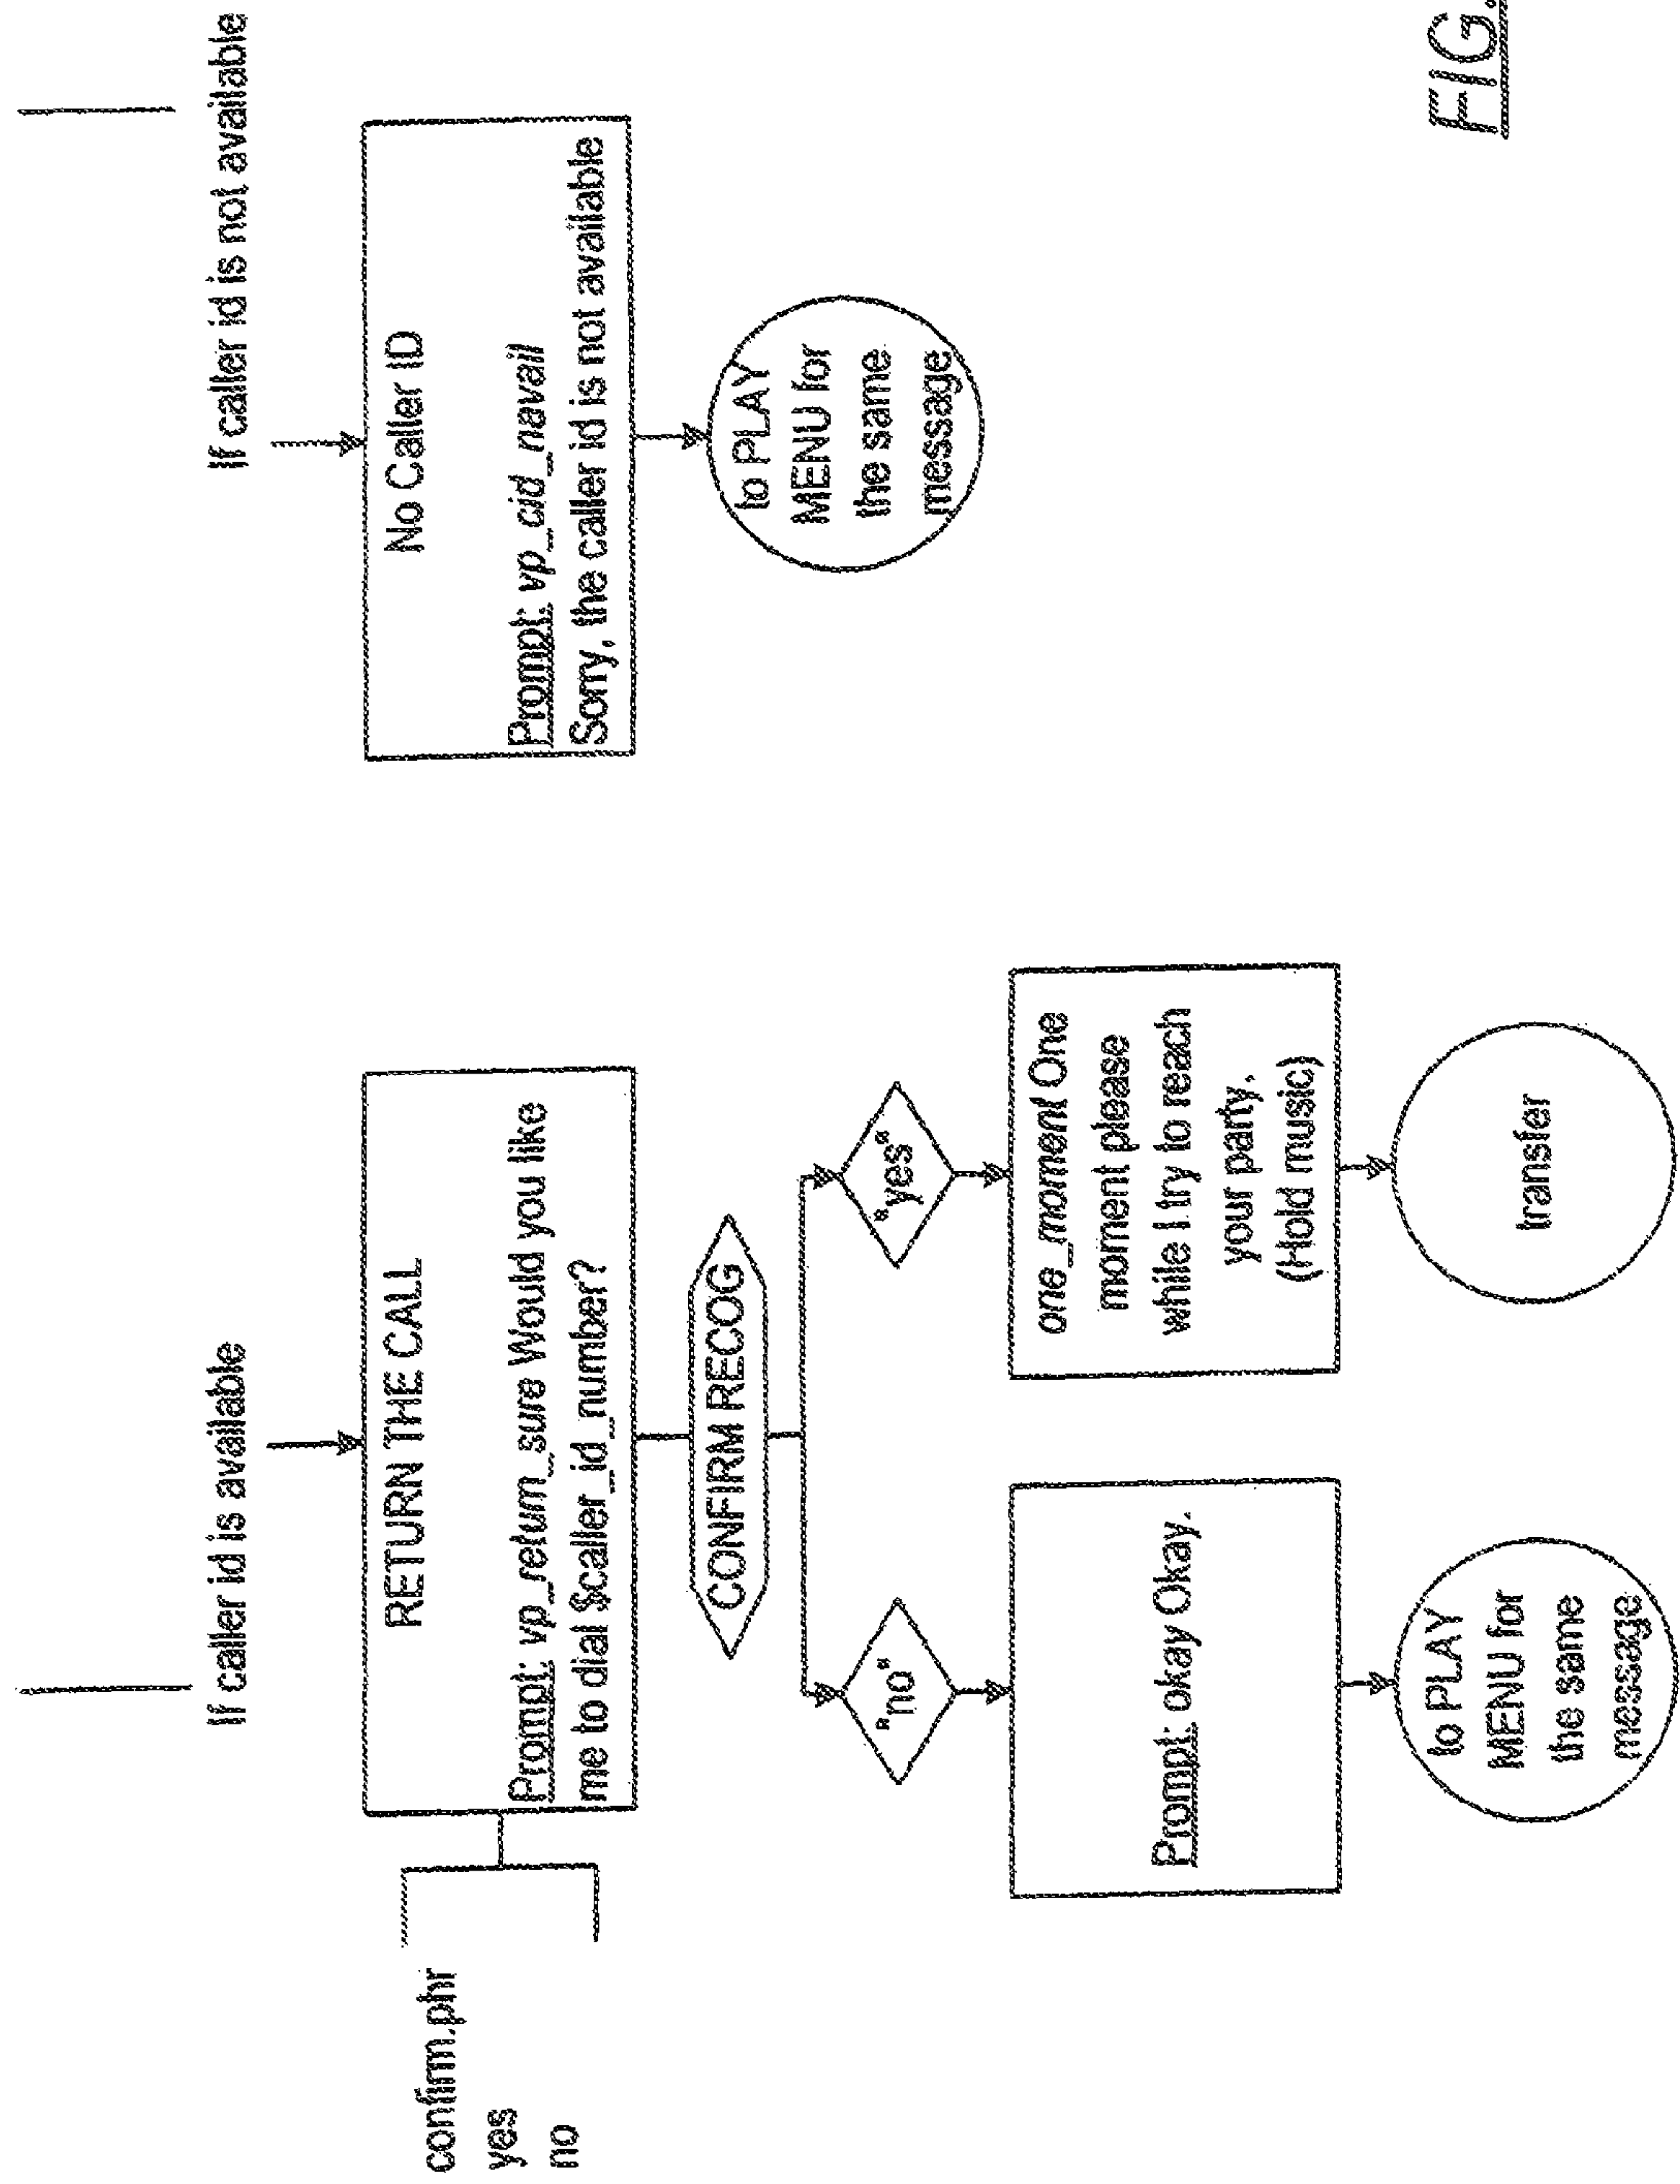 If caller id is available
confirm.phr
yes
no
RETURN THE CALL
Prompt: vp_return_sure Would you like
me to dial $caller_id_number?
CONFIRM RECOG
"no"
"yes"
Prompt: okay Okay.
one_moment One
moment please
while I try to reach
your party.
(Hold music)
to PLAY
MENU for
the same
message
transfer
If caller id is not available
No Caller ID
Prompt: vp_cid_navail
Sorry, the caller id is not available
to PLAY
MENU for
the same
message
FIG.